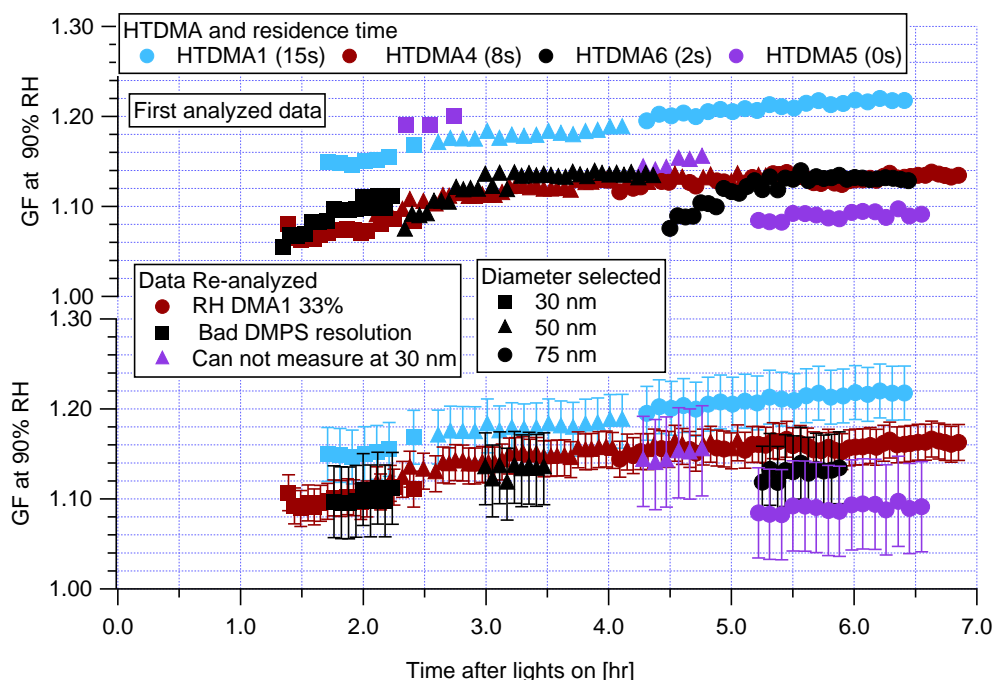 1.30
HTDMA and residence time
HTDMA1 (15s) HTDMA4 (8s) HTDMA6 (2s) HTDMA5 (0s)
First analyzed data
1.20
1.10
1.00
GF at 90% RH
Data Re-analyzed
RH DMA1 33%
Bad DMPS resolution
Can not measure at 30 nm
Diameter selected
30 nm
50 nm
75 nm
1.30
1.20
1.10
1.00
GF at 90% RH
0.0 1.0 2.0 3.0 4.0 5.0 6.0 7.0
Time after lights on [hr]